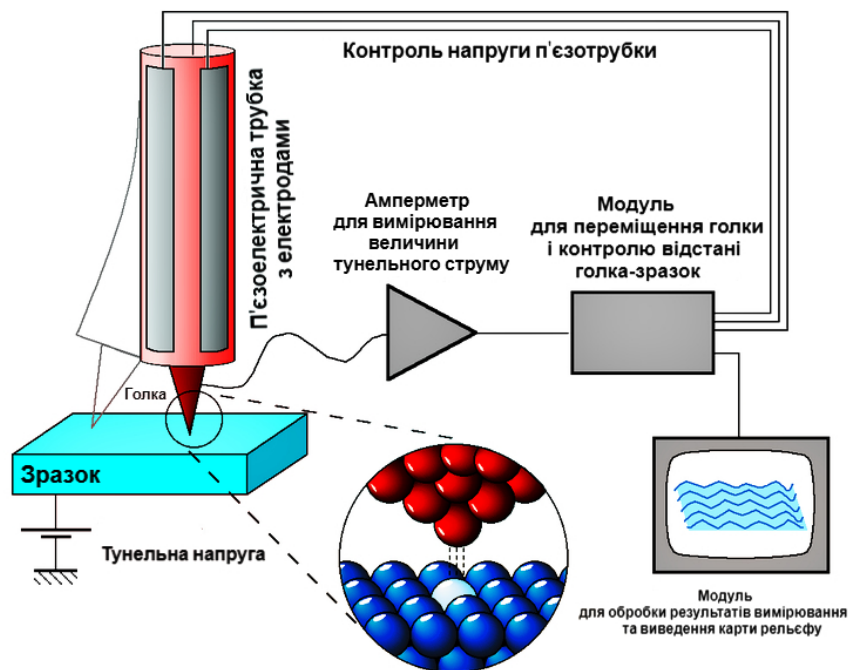 Контроль напруги п'єзотрубки
П'єзоелектрична трубка
з електродами
Амперметр
для вимірювання
величини
тунельного струму
Модуль
для переміщення голки
і контролю відстані
голка-зразок
Голка
Зразок
Тунельна напруга
Модуль
для обробки результатів вимірювання
та виведення карти рельєфу